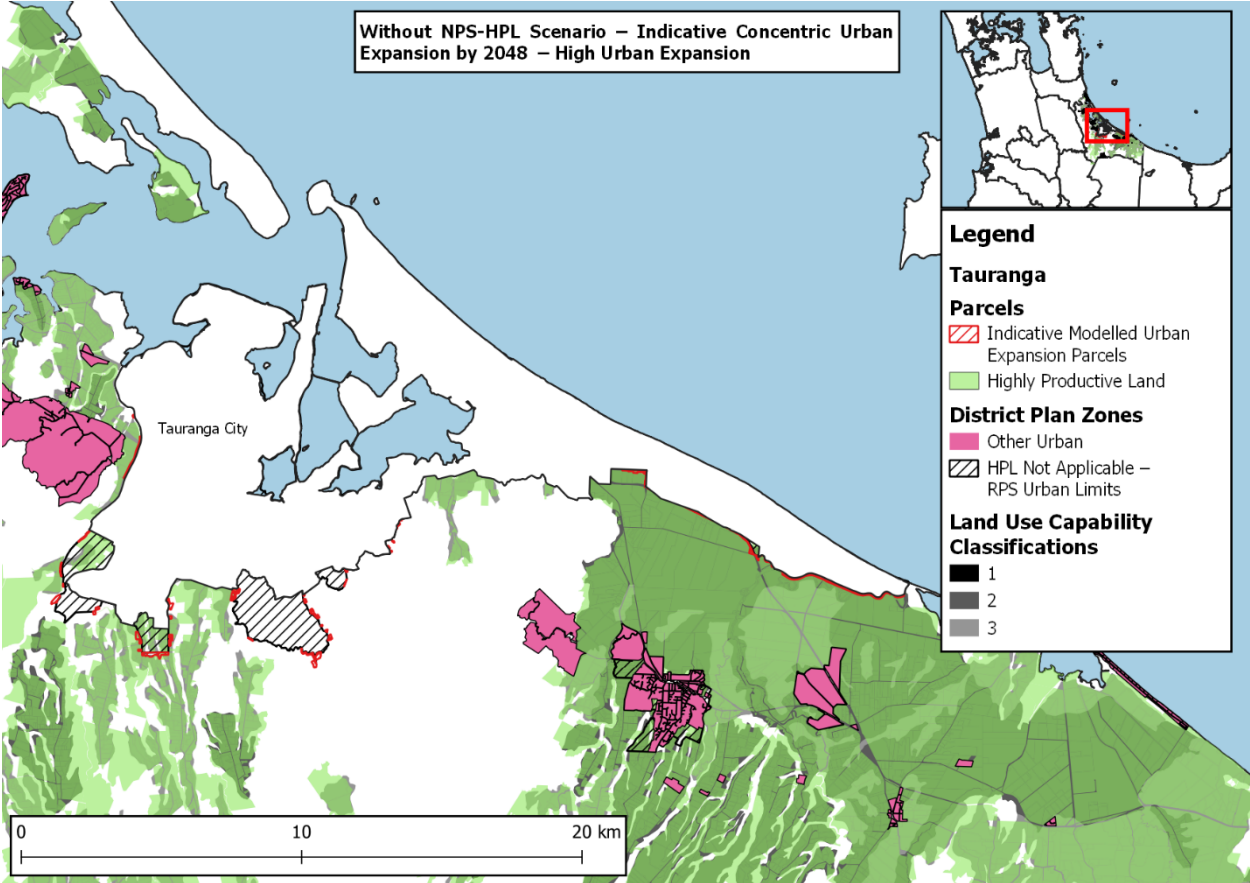 Without NPS-HPL Scenario – Indicative Concentric Urban
Expansion by 2048 – High Urban Expansion
Tauranga City
Legend
Tauranga
Parcels
Indicative Modelled Urban
Expansion Parcels
Highly Productive Land
District Plan Zones
Other Urban
HPL Not Applicable –
RPS Urban Limits
Land Use Capability
Classifications
1
2
3
0 10 20 km